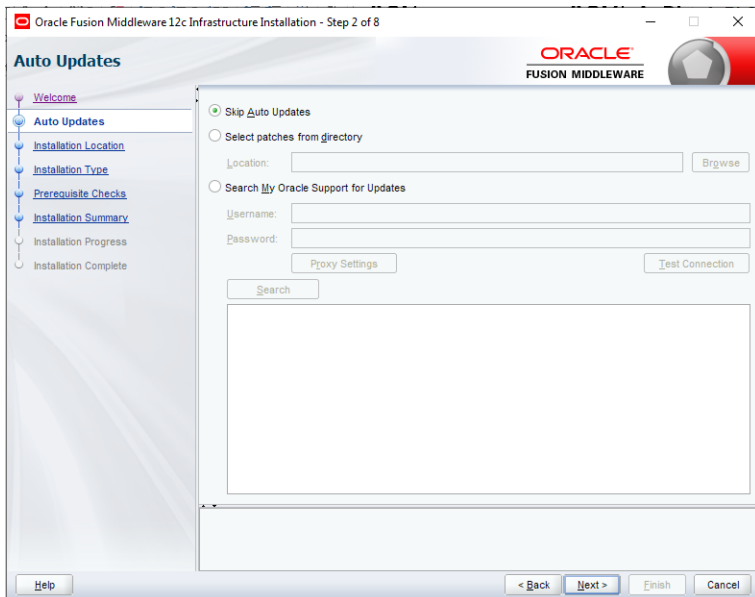 Oracle Fusion Middleware 12c Infrastructure Installation - Step 2 of 8
Auto Updates
ORACLE
FUSION MIDDLEWARE
Welcome
Auto Updates
Installation Location
Installation Type
Prerequisite Checks
Installation Summary
Installation Progress
Installation Complete
Skip Auto Updates
Select patches from directory
Location:
Browse
Search My Oracle Support for Updates
Username:
Password:
Proxy Settings
Test Connection
Search
Help
< Back
Next >
Finish
Cancel